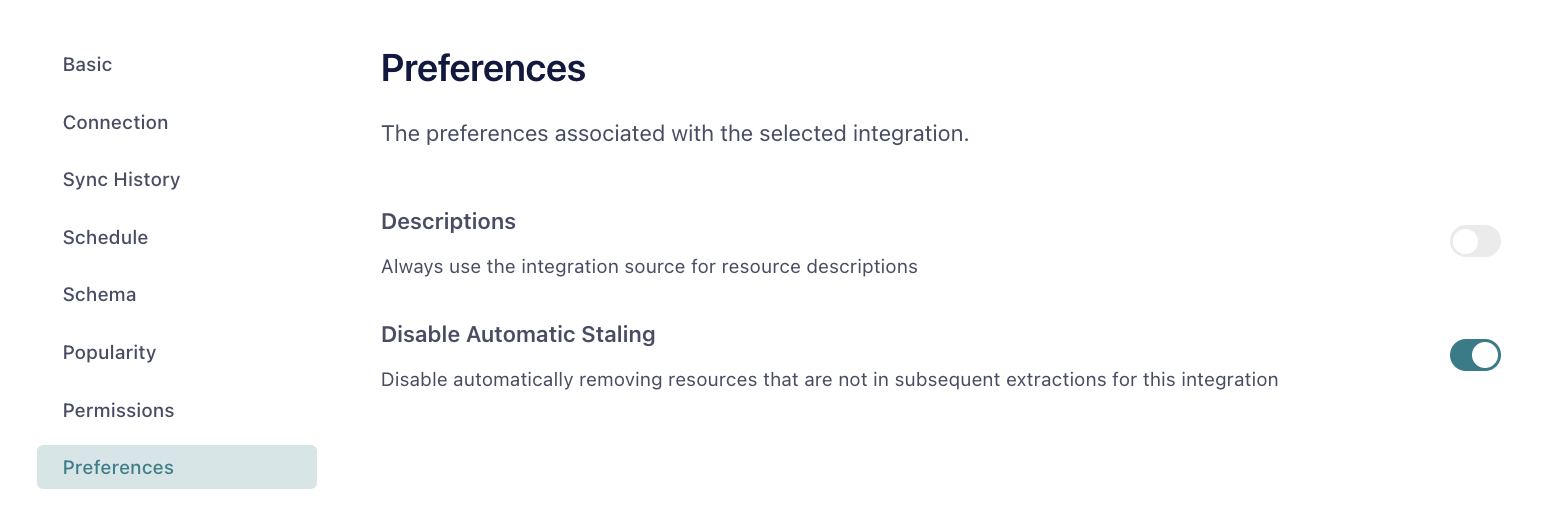 Basic
Connection
Sync History
Schedule
Schema
Popularity
Permissions
Preferences
Preferences
The preferences associated with the selected integration.
Descriptions
Always use the integration source for resource descriptions
Disable Automatic Staling
Disable automatically removing resources that are not in subsequent extractions for this integration